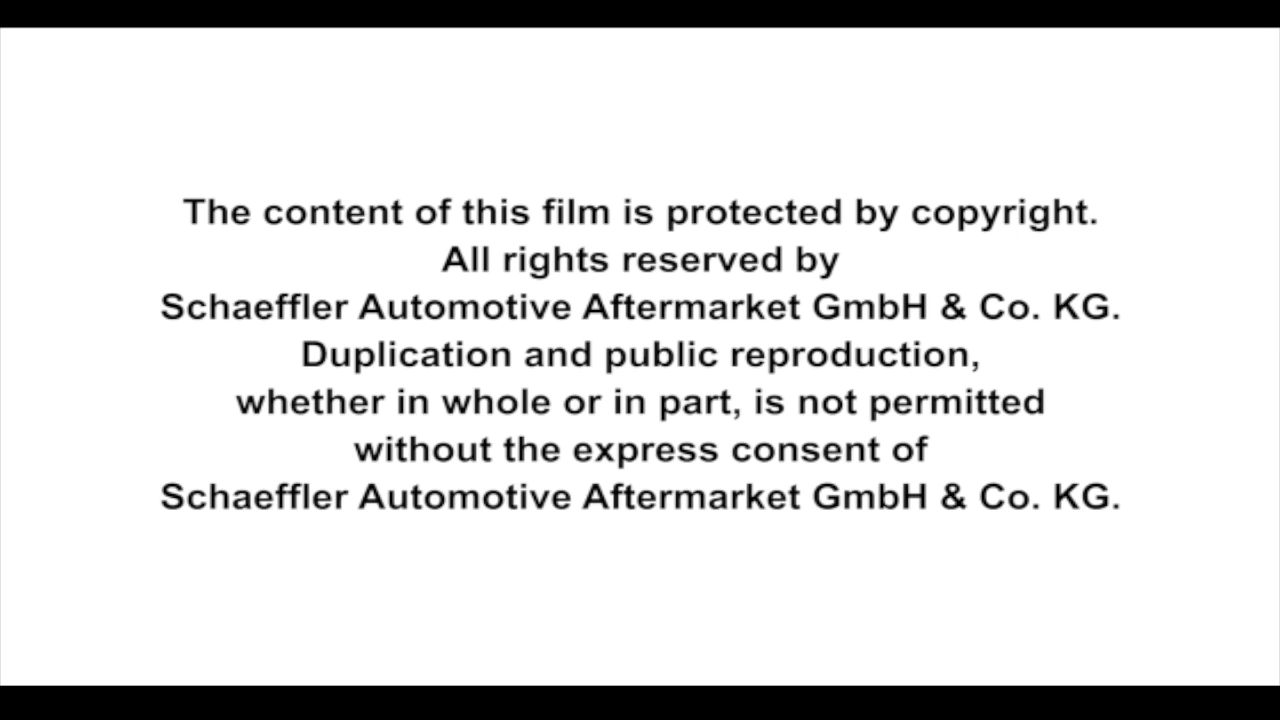 The content of this film is protected by copyright.
All rights reserved by
Schaeffler Automotive Aftermarket GmbH & Co. KG.
Duplication and public reproduction,
whether in whole or in part, is not permitted
without the express consent of
Schaeffler Automotive Aftermarket GmbH & Co. KG.